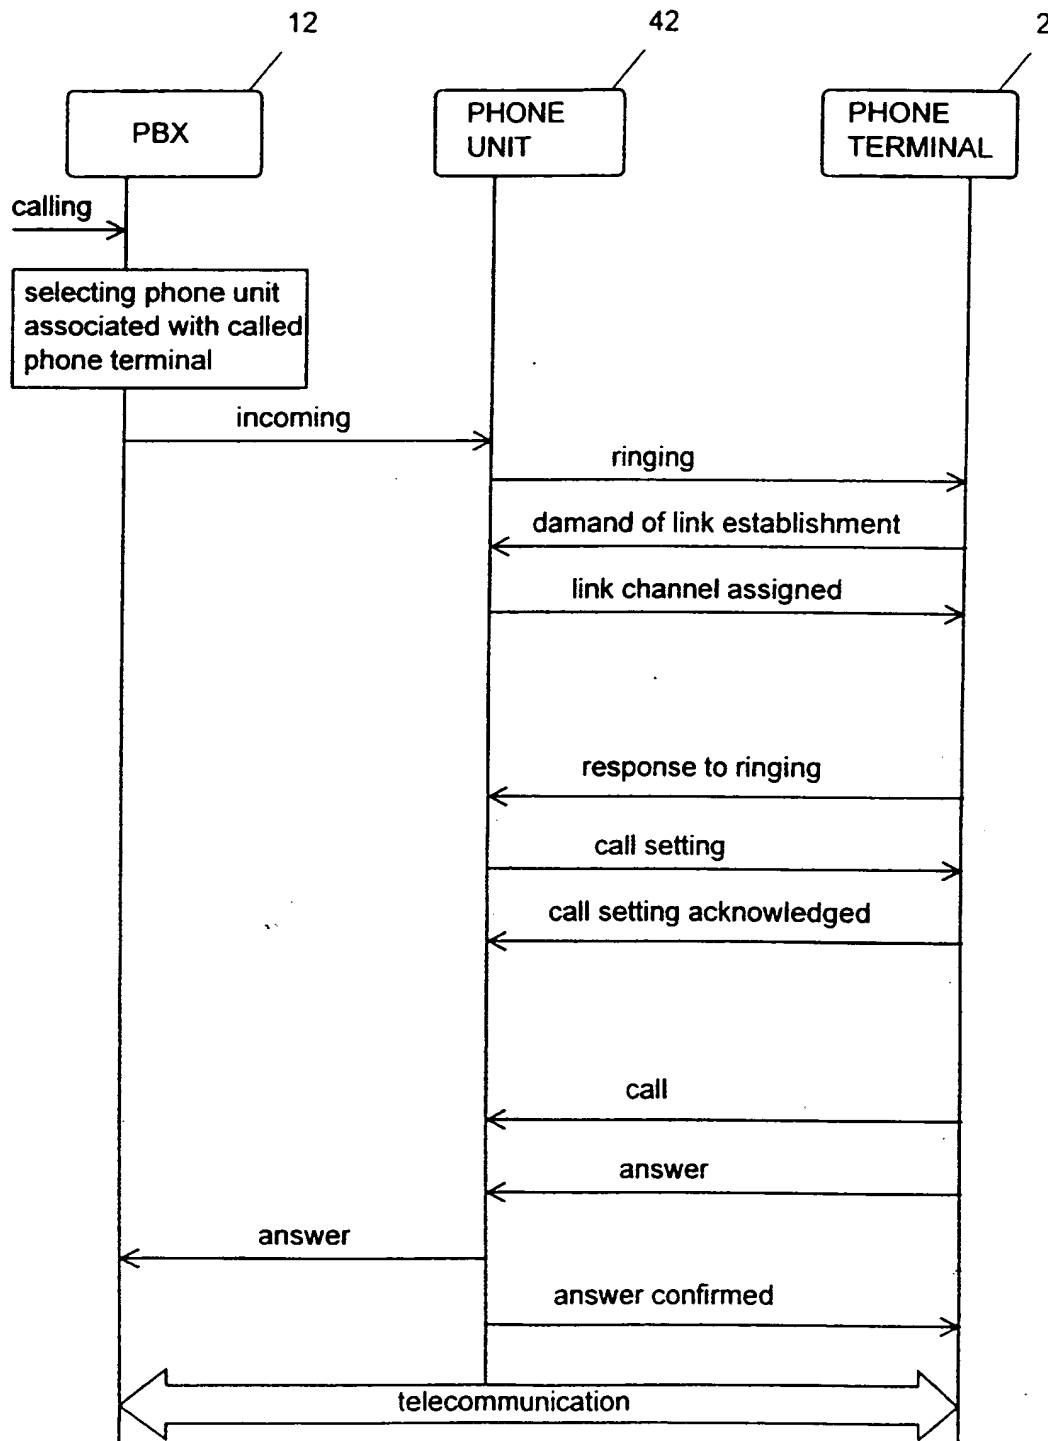 12
42
2
PBX
PHONE
UNIT
PHONE
TERMINAL
calling
selecting phone unit
associated with called
phone terminal
incoming
ringing
damand of link establishment
link channel assigned
response to ringing
call setting
call setting acknowledged
call
answer
answer
answer confirmed
telecommunication